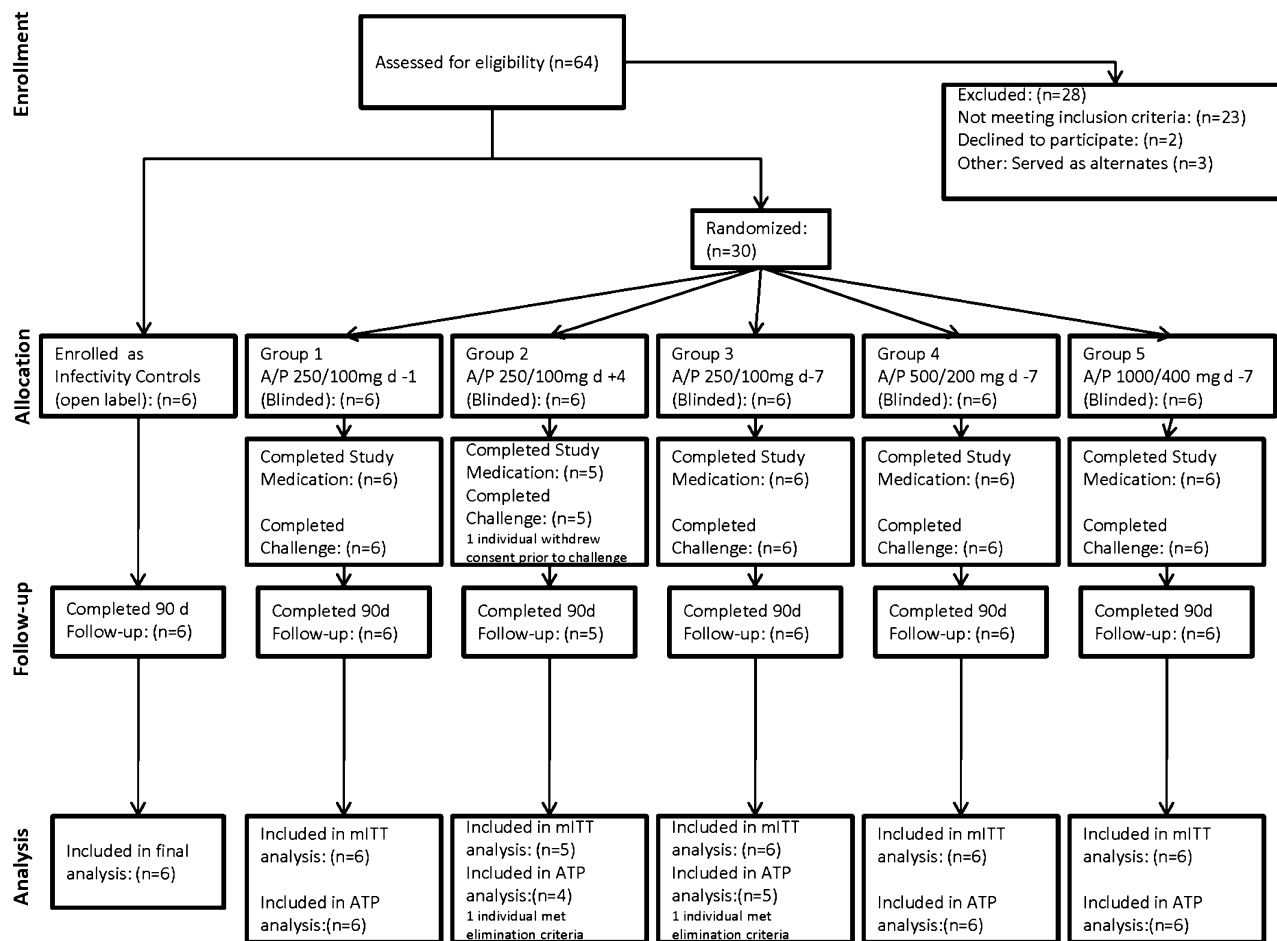 Enrollment
Assessed for eligibility (n=64)
Excluded: (n=28)
Not meeting inclusion criteria: (n=23)
Declined to participate: (n=2)
Other: Served as alternates (n=3)
Randomized:
(n=30)
Allocation
Enrolled as
Infectivity Controls
(open label): (n=6)
Group 1
A/P 250/100mg d -1
(Blinded): (n=6)
Group 2
A/P 250/100mg d +4
(Blinded): (n=6)
Group 3
A/P 250/100mg d-7
(Blinded): (n=6)
Group 4
A/P 500/200 mg d -7
(Blinded): (n=6)
Group 5
A/P 1000/400 mg d -7
(Blinded): (n=6)
Completed Study
Medication: (n=6)
Completed
Challenge: (n=6)
Completed Study
Medication: (n=5)
Completed
Challenge: (n=5)
1 individual withdrew
consent prior to challenge
Completed Study
Medication: (n=6)
Completed
Challenge: (n=6)
Completed Study
Medication: (n=6)
Completed
Challenge: (n=6)
Completed Study
Medication: (n=6)
Completed
Challenge: (n=6)
Follow-up
Completed 90 d
Follow-up: (n=6)
Completed 90d
Follow-up: (n=6)
Completed 90d
Follow-up: (n=5)
Completed 90d
Follow-up: (n=6)
Completed 90d
Follow-up: (n=6)
Completed 90d
Follow-up: (n=6)
Analysis
Included in final
analysis: (n=6)
Included in mITT
analysis: (n=6)
Included in ATP
analysis:(n=6)
Included in mITT
analysis: (n=5)
Included in ATP
analysis:(n=4)
1 individual met
elimination criteria
Included in mITT
analysis: (n=6)
Included in ATP
analysis:(n=5)
1 individual met
elimination criteria
Included in mITT
analysis: (n=6)
Included in ATP
analysis:(n=6)
Included in mITT
analysis: (n=6)
Included in ATP
analysis:(n=6)